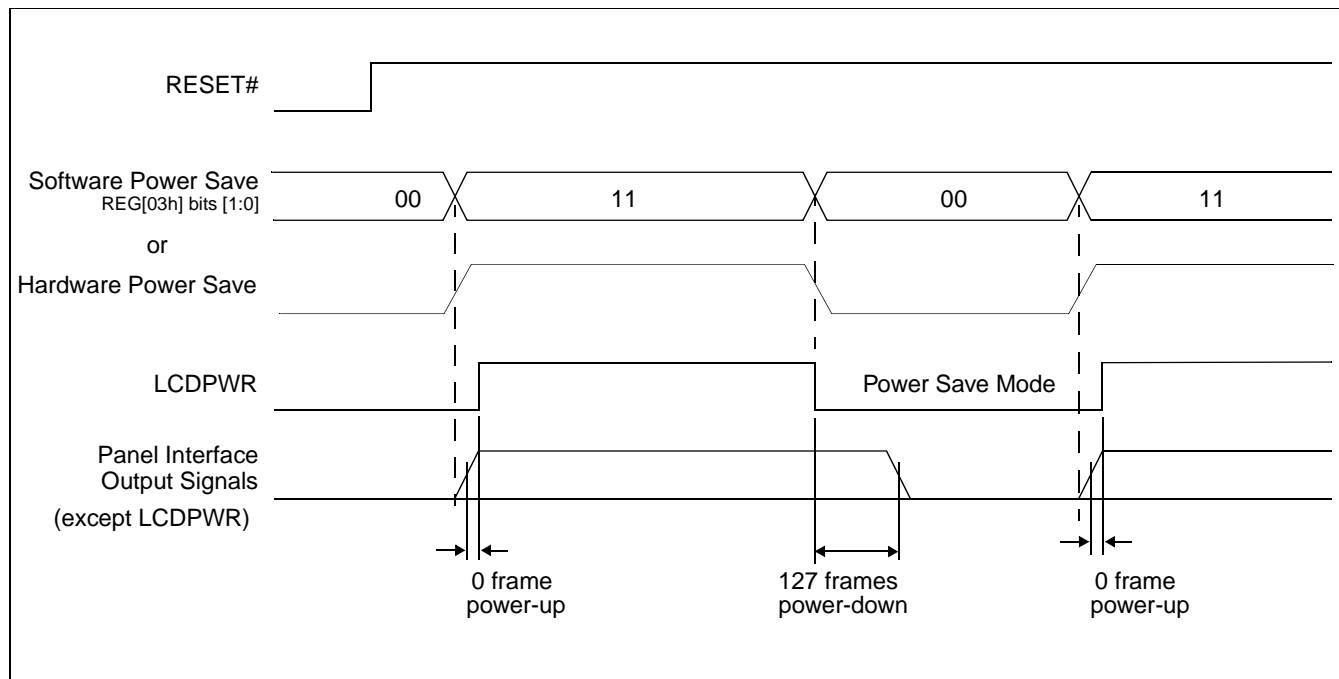 RESET#
Software Power Save
REG[03h] bits [1:0]
00
11
00
11
or
Hardware Power Save
LCDPWR
Power Save Mode
Panel Interface
Output Signals
(except LCDPWR)
0 frame
power-up
127 frames
power-down
0 frame
power-up